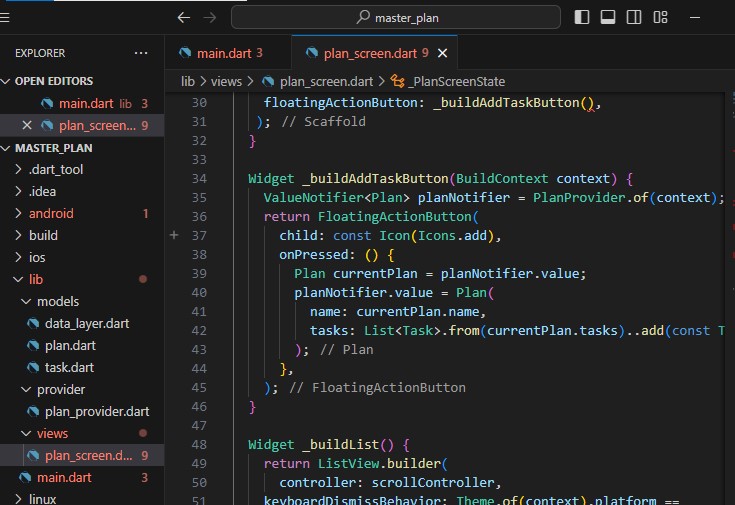 master_plan
EXPLORER ...
OPEN EDITORS
main.dart lib 3
plan_screen... 9
MASTER_PLAN
.dart_tool
.idea
android 1
build
ios
lib
models
data_layer.dart
plan.dart
task.dart
provider
plan_provider.dart
views
plan_screen.d... 9
main.dart 3
linux
main.dart 3
plan_screen.dart 9
lib > views > plan_screen.dart > _PlanScreenState
30 floatingActionButton: _buildAddTaskButton(),
31 ); // Scaffold
32 }
33
34 Widget _buildAddTaskButton(BuildContext context) {
35 ValueNotifier<Plan> planNotifier = PlanProvider.of(context);
36 return FloatingActionButton(
37 child: const Icon(Icons.add),
38 onPressed: () {
39 Plan currentPlan = planNotifier.value;
40 planNotifier.value = Plan(
41 name: currentPlan.name,
42 tasks: List<Task>.from(currentPlan.tasks)..add(const T
43 ); // Plan
44 },
45 ); // FloatingActionButton
46 }
47
48 Widget _buildList() {
49 return ListView.builder(
50 controller: scrollController,
51 keyboardDismissBehavior: Theme.of(context).platform ==